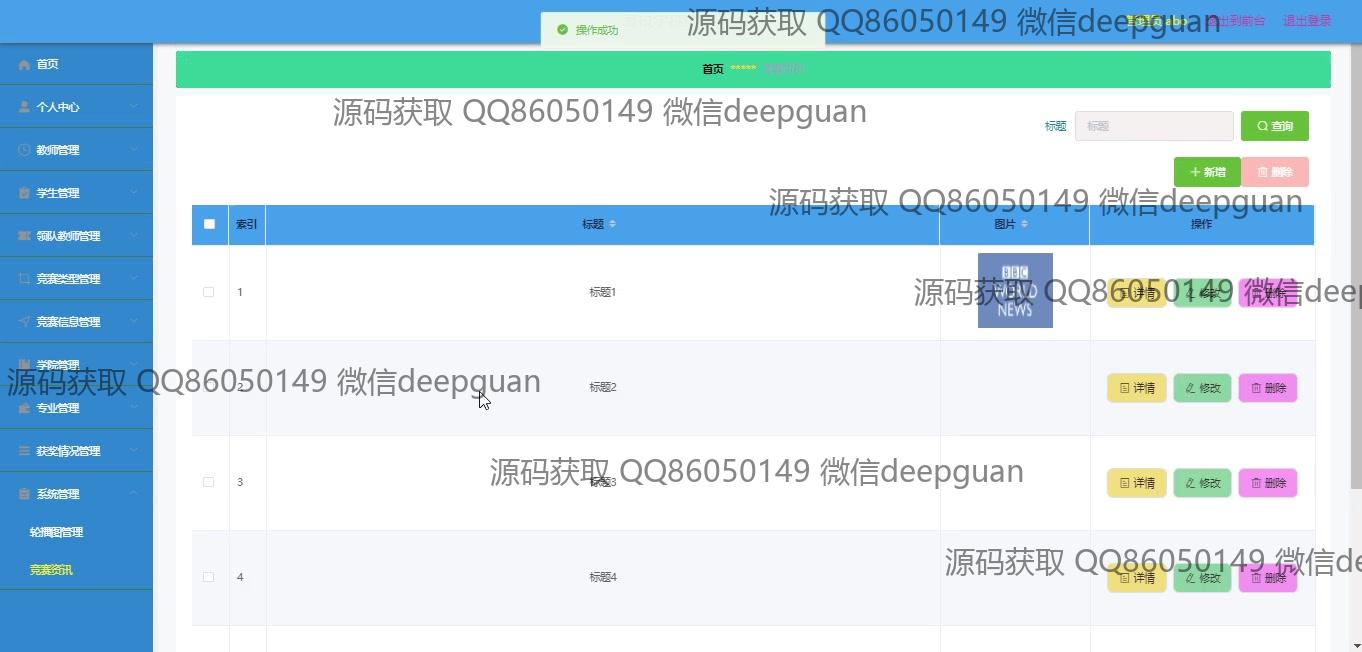 操作成功
管理员 abo 退出到前台 退出登录
源码获取 QQ86050149 微信deepguan
首页 ***** 竞赛资讯
首页
个人中心
教师管理
学生管理
领队教师管理
竞赛类型管理
竞赛信息管理
学院管理
专业管理
获奖情况管理
系统管理
轮播图管理
竞赛资讯
源码获取 QQ86050149 微信deepguan
标题 标题 查询
新增 删除
源码获取 QQ86050149 微信deepguan
索引 标题 图片 操作
1 标题1 BBC WORLD NEWS 详情 修改 删除
源码获取 QQ86050149 微信deep
2 标题2 详情 修改 删除
源码获取 QQ86050149 微信deepguan
3 标题3 详情 修改 删除
源码获取 QQ86050149 微信deepguan
4 标题4 详情 修改 删除
源码获取 QQ86050149 微信de